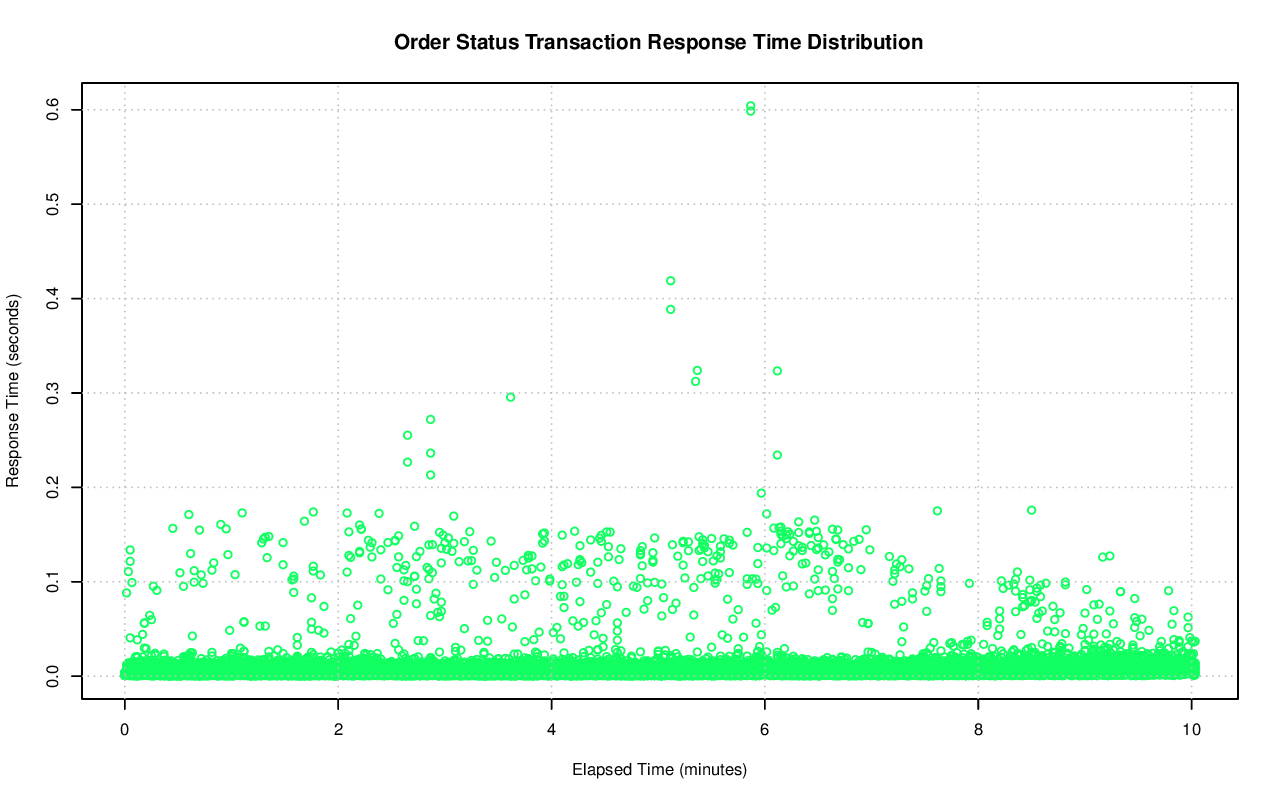 Order Status Transaction Response Time Distribution
Response Time (seconds)
0.6
0.5
0.4
0.3
0.2
0.1
0.0
0 2 4 6 8 10
Elapsed Time (minutes)